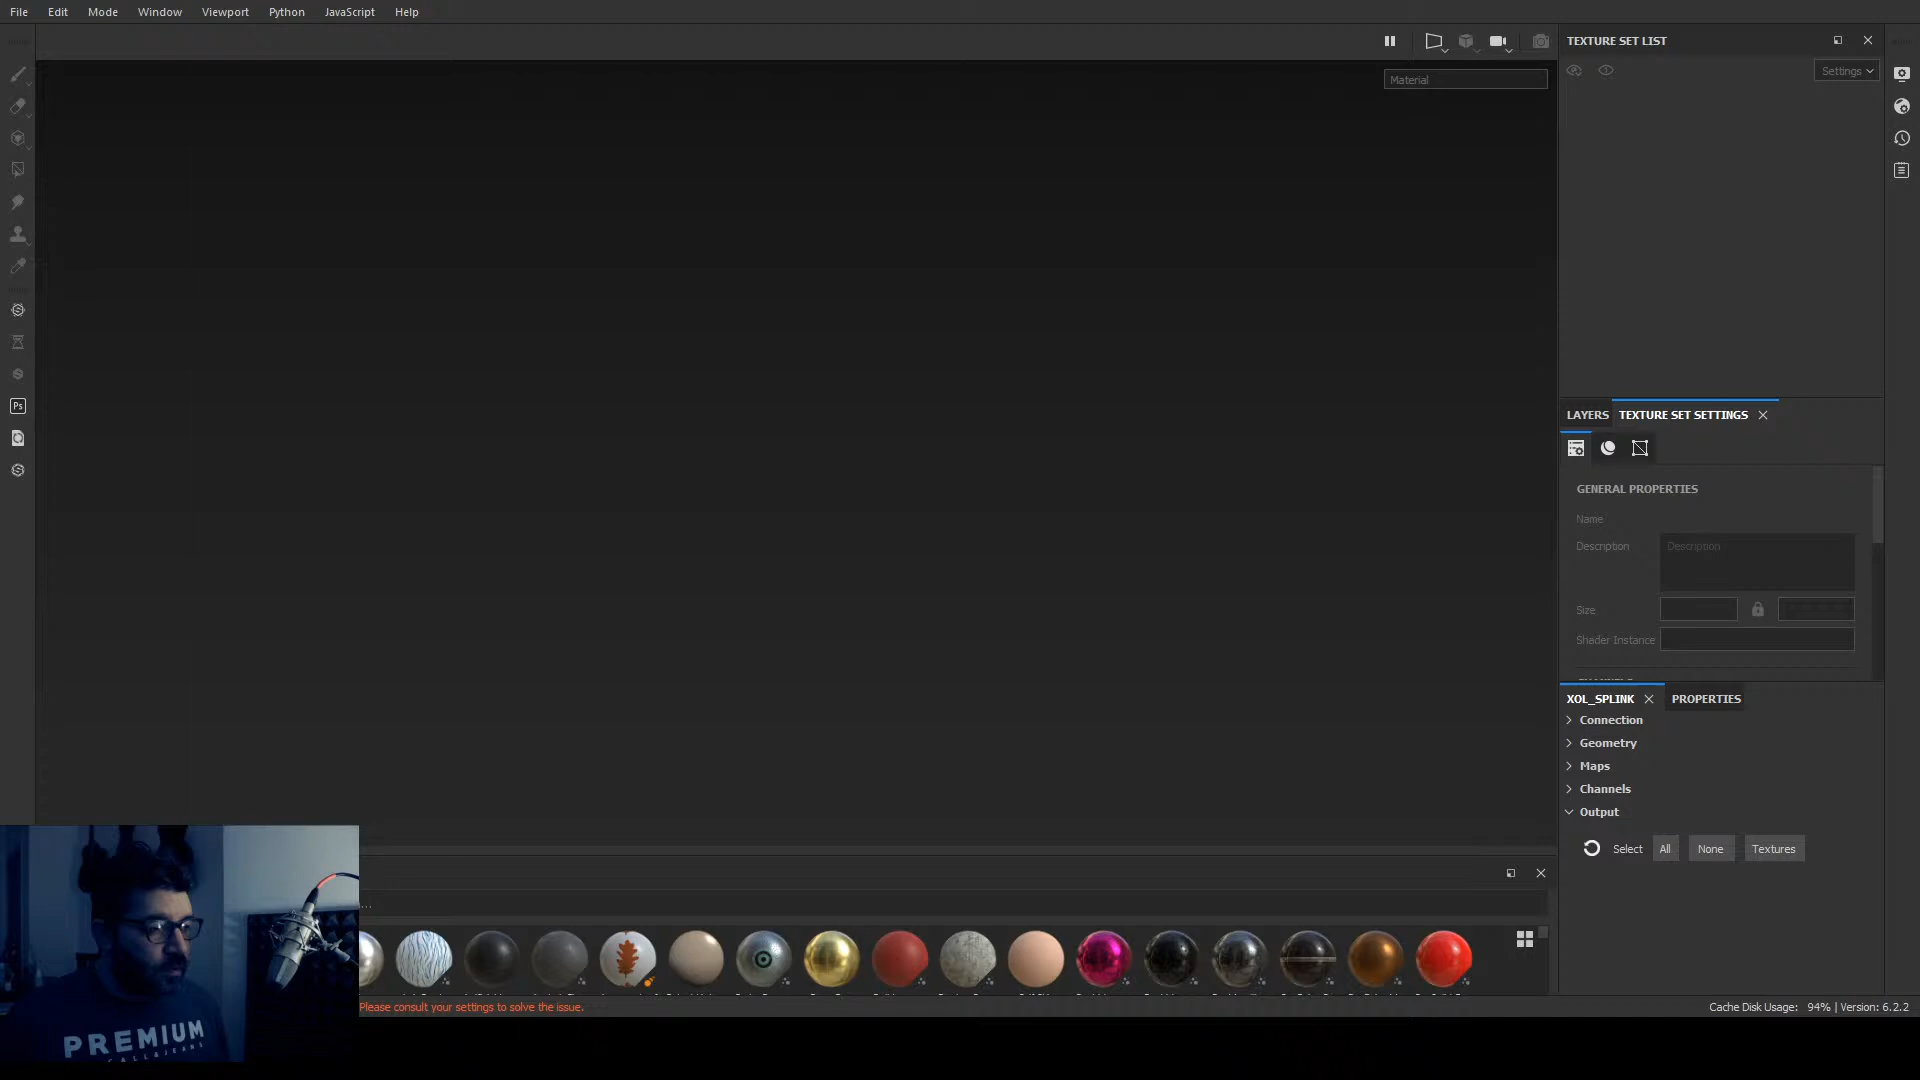 File Edit Mode Window Viewport Python JavaScript Help
TEXTURE SET LIST
Material
Settings
LAYERS TEXTURE SET SETTINGS
GENERAL PROPERTIES
Name
Description Description
Size
Shader Instance
XOL_SPLINK PROPERTIES
Connection
Geometry
Maps
Channels
Output
Select All None Textures
Ps
...
Please consult your settings to solve the issue.
Cache Disk Usage: 94% | Version: 6.2.2
PREMIUM